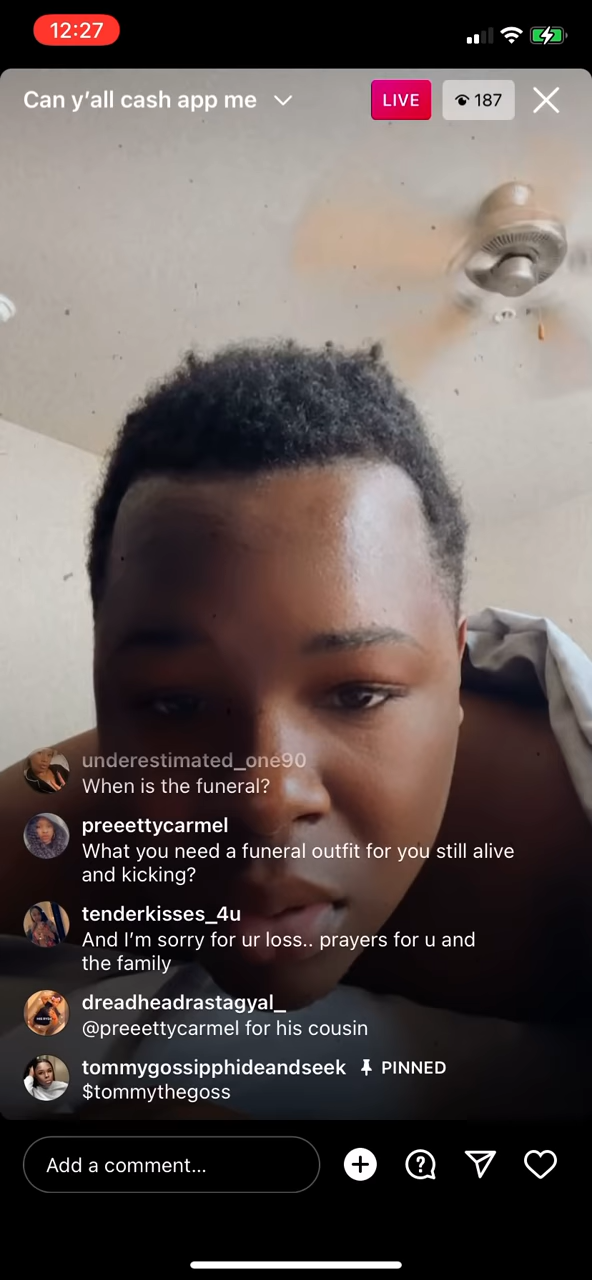 12:27
Can y’all cash app me
LIVE
187
underestimated_one90
When is the funeral?
preeettycarmel
What you need a funeral outfit for you still alive
and kicking?
tenderkisses_4u
And I’m sorry for ur loss.. prayers for u and
the family
dreadheadrastagyal_
@preeettycarmel for his cousin
tommygossipphideandseek PINNED
$tommythegoss
Add a comment...